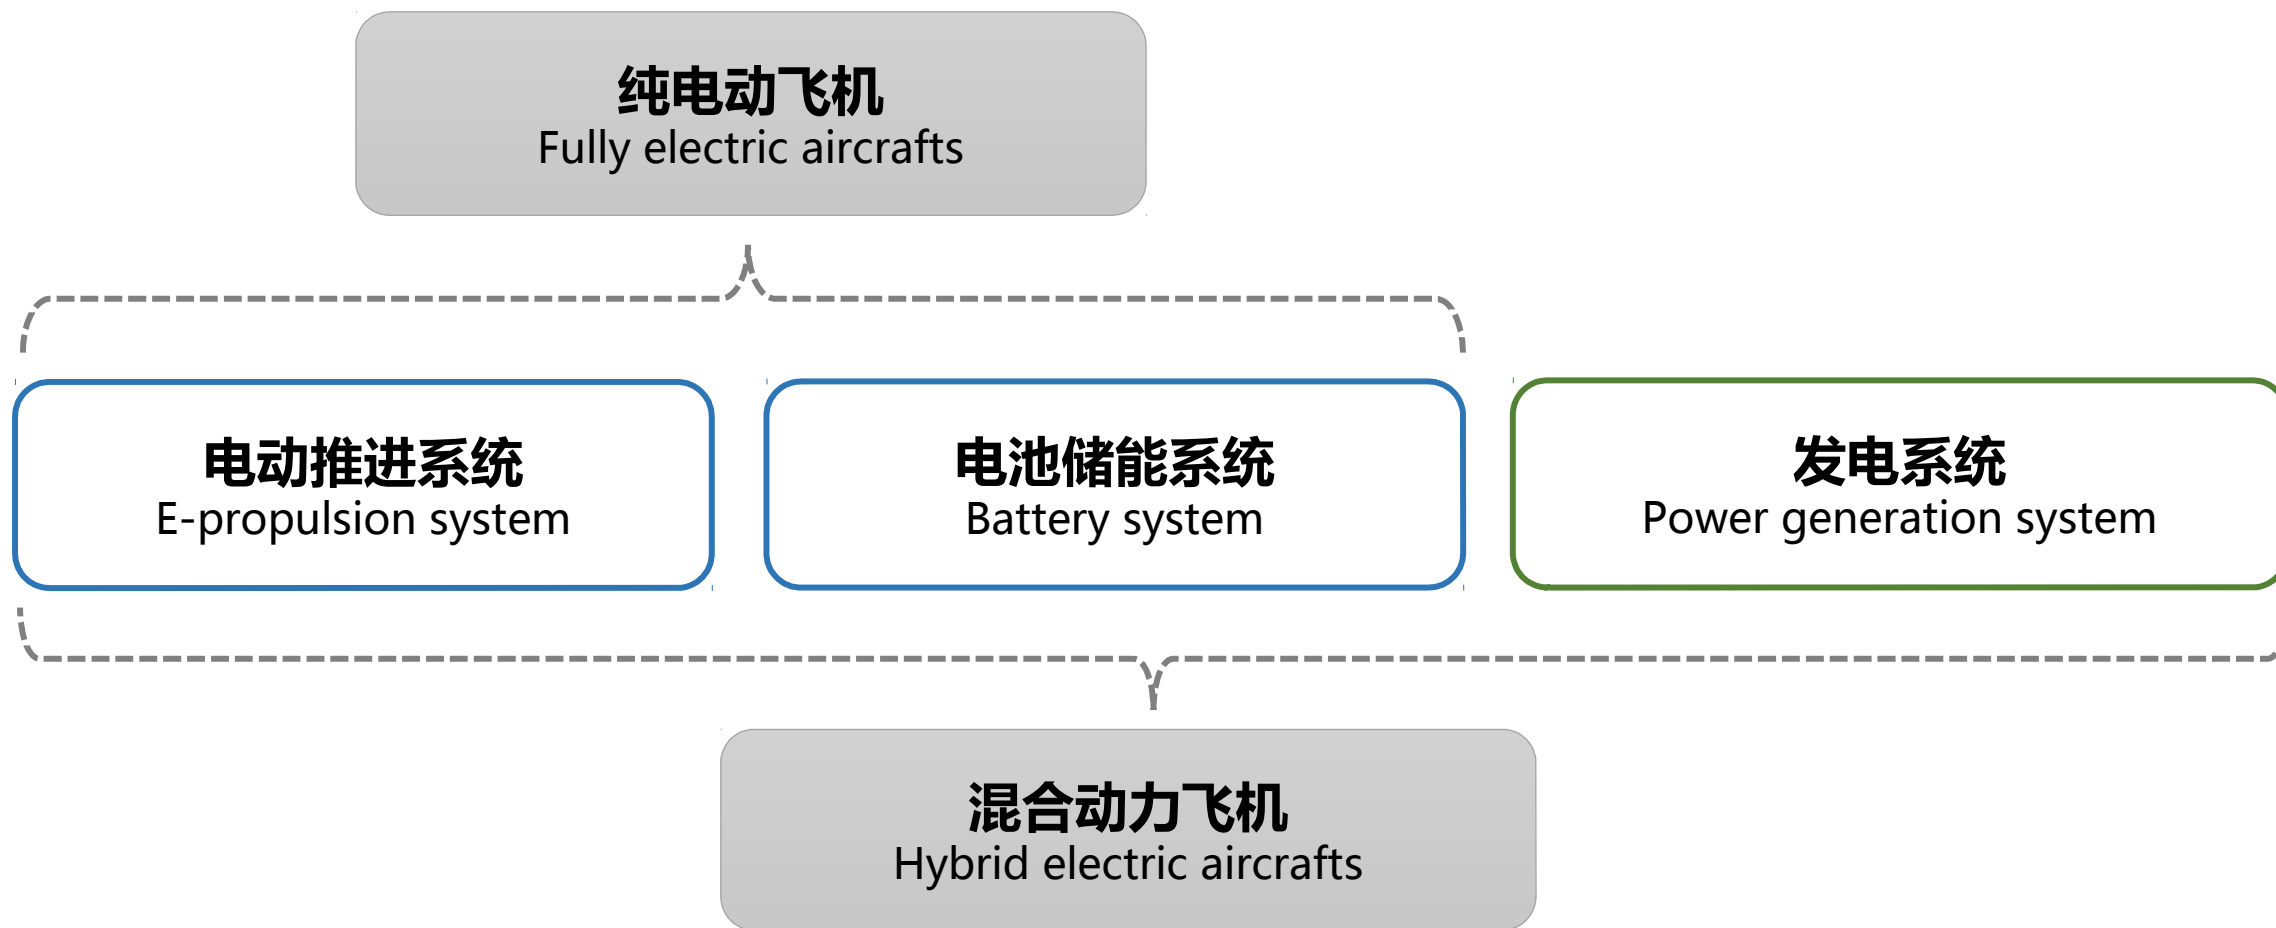 纯电动飞机
Fully electric aircrafts
电动推进系统
E-propulsion system
电池储能系统
Battery system
发电系统
Power generation system
混合动力飞机
Hybrid electric aircrafts